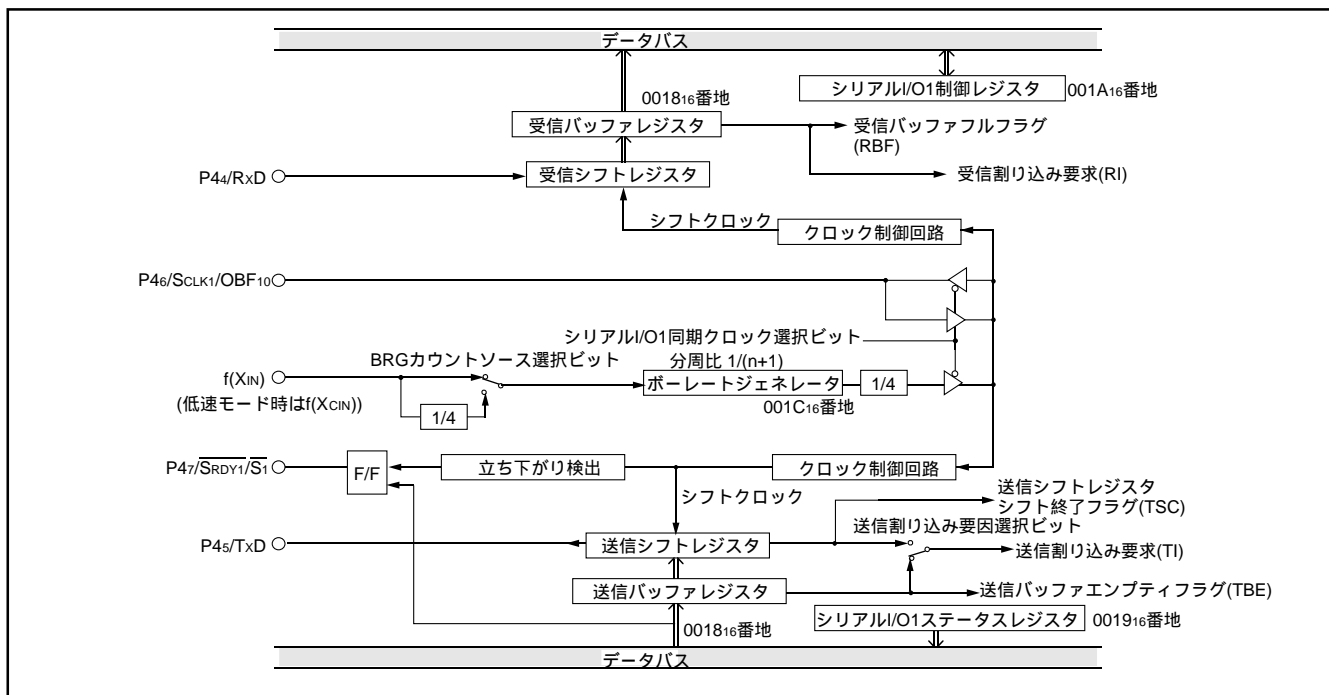 データバス
シリアルI/O1制御レジスタ 001A16番地
001816番地
受信バッファレジスタ
受信バッファフルフラグ
(RBF)
P44/RXD
受信シフトレジスタ
受信割り込み要求(RI)
シフトクロック
クロック制御回路
P46/SCLK1/OBF10
シリアルI/O1同期クロック選択ビット
BRGカウントソース選択ビット
分周比 1/(n+1)
f(XIN)
ボーレートジェネレータ
1/4
(低速モード時はf(XCIN))
1/4
001C16番地
P47/SRDY1/S1
F/F
立ち下がり検出
クロック制御回路
シフトクロック
送信シフトレジスタ
シフト終了フラグ(TSC)
送信割り込み要因選択ビット
P45/TXD
送信シフトレジスタ
送信割り込み要求(TI)
送信バッファレジスタ
送信バッファエンプティフラグ(TBE)
001816番地
シリアルI/O1ステータスレジスタ 001916番地
データバス